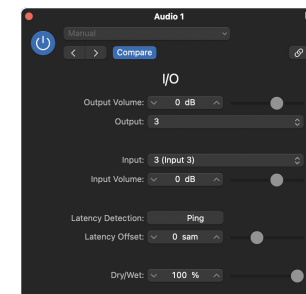 Audio 1
Manual
Compare
I/O
Output Volume: 0 dB
Output: 3
Input: 3 (Input 3)
Input Volume: 0 dB
Latency Detection: Ping
Latency Offset: 0 sam
Dry/Wet: 100 %